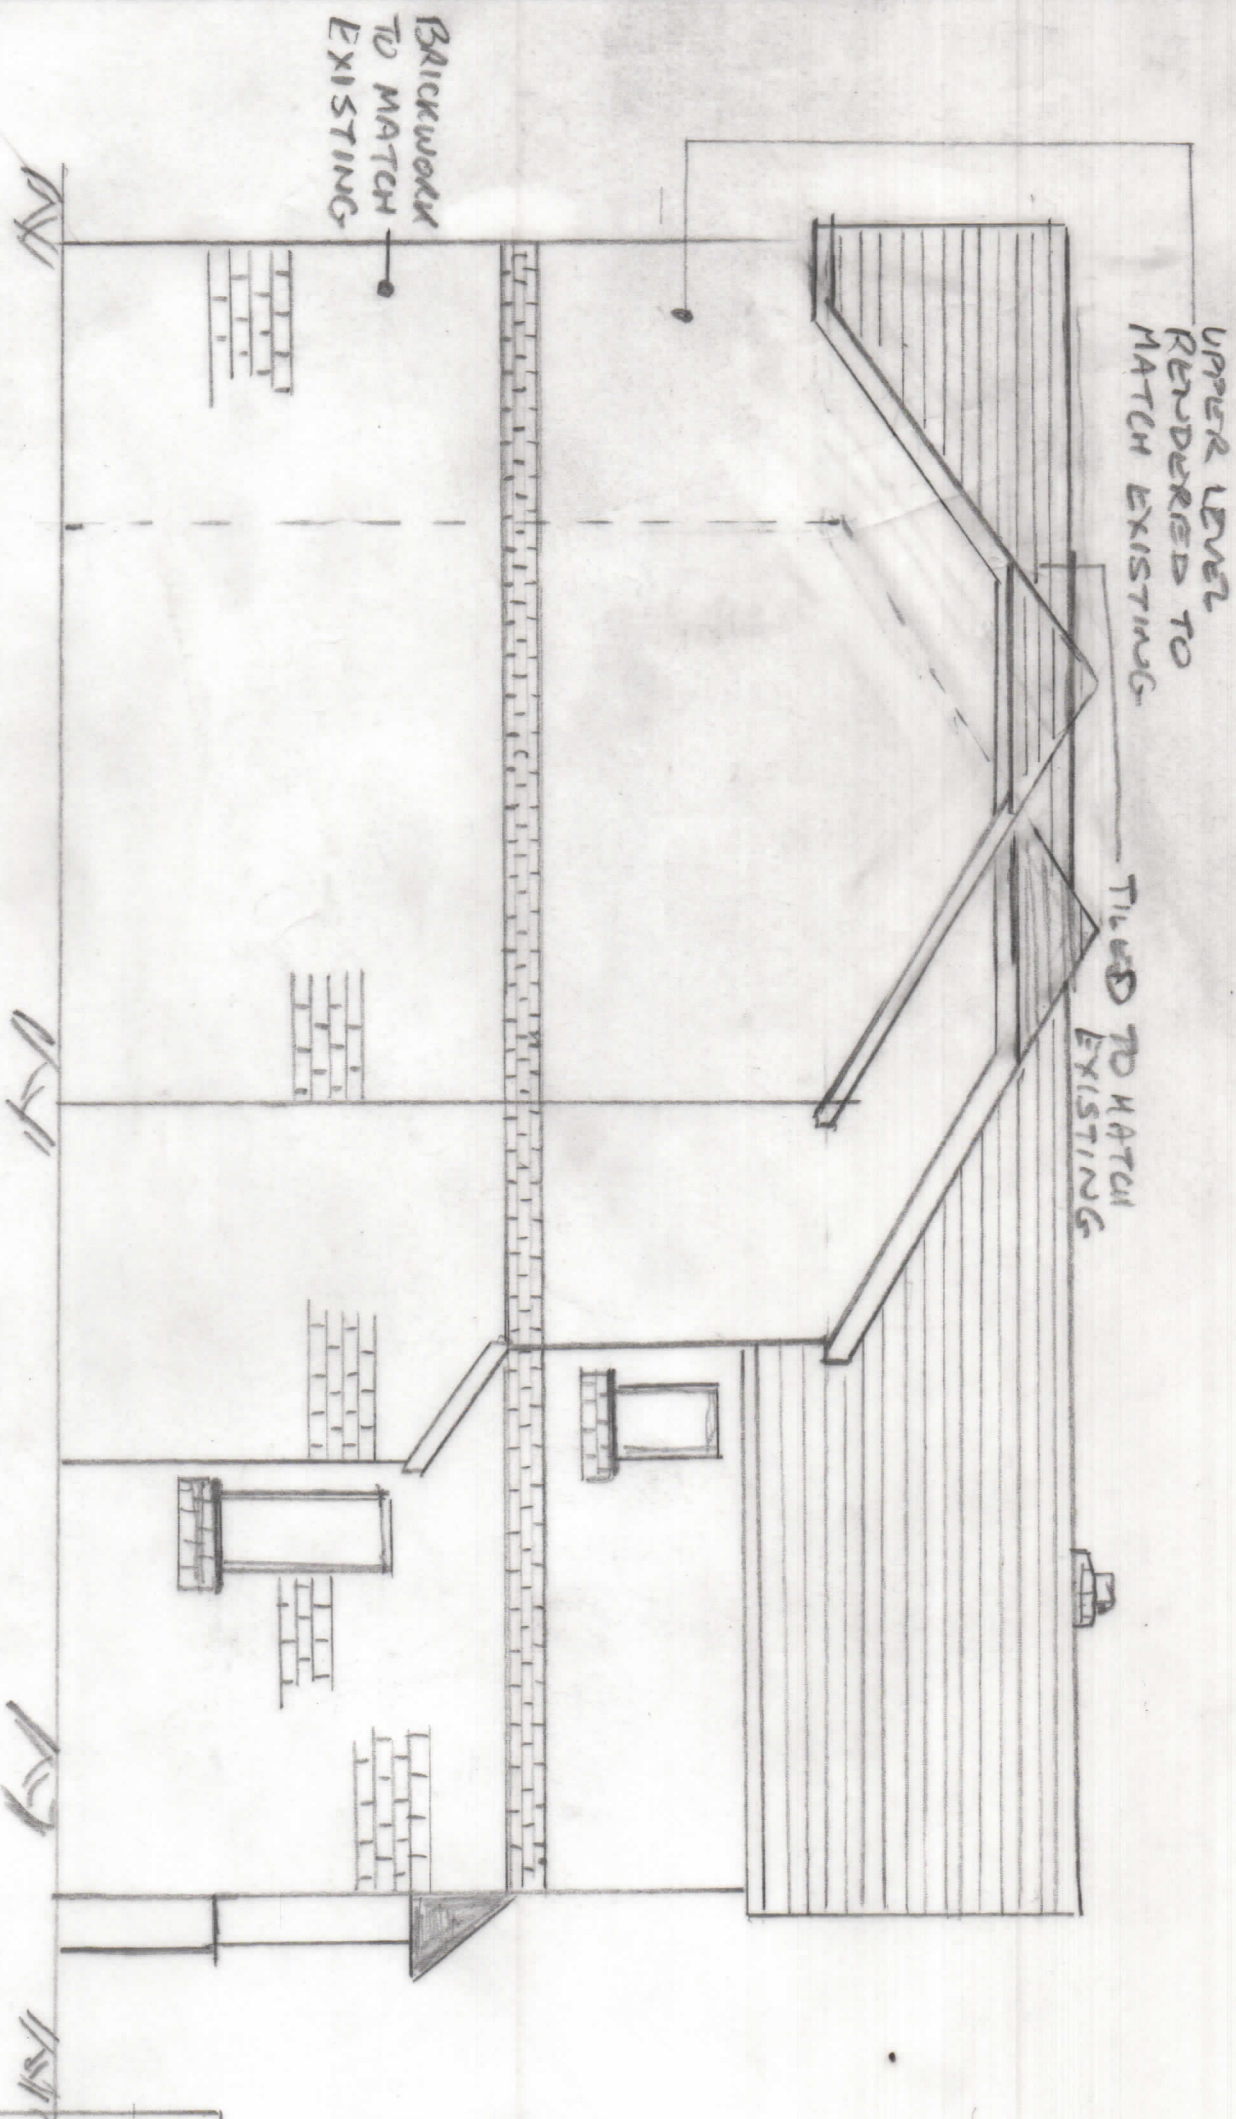 UPPER LEVEL
RENDERED TO
MATCH EXISTING
TILED TO MATCH
EXISTING
BRICKWORK
TO MATCH
EXISTING